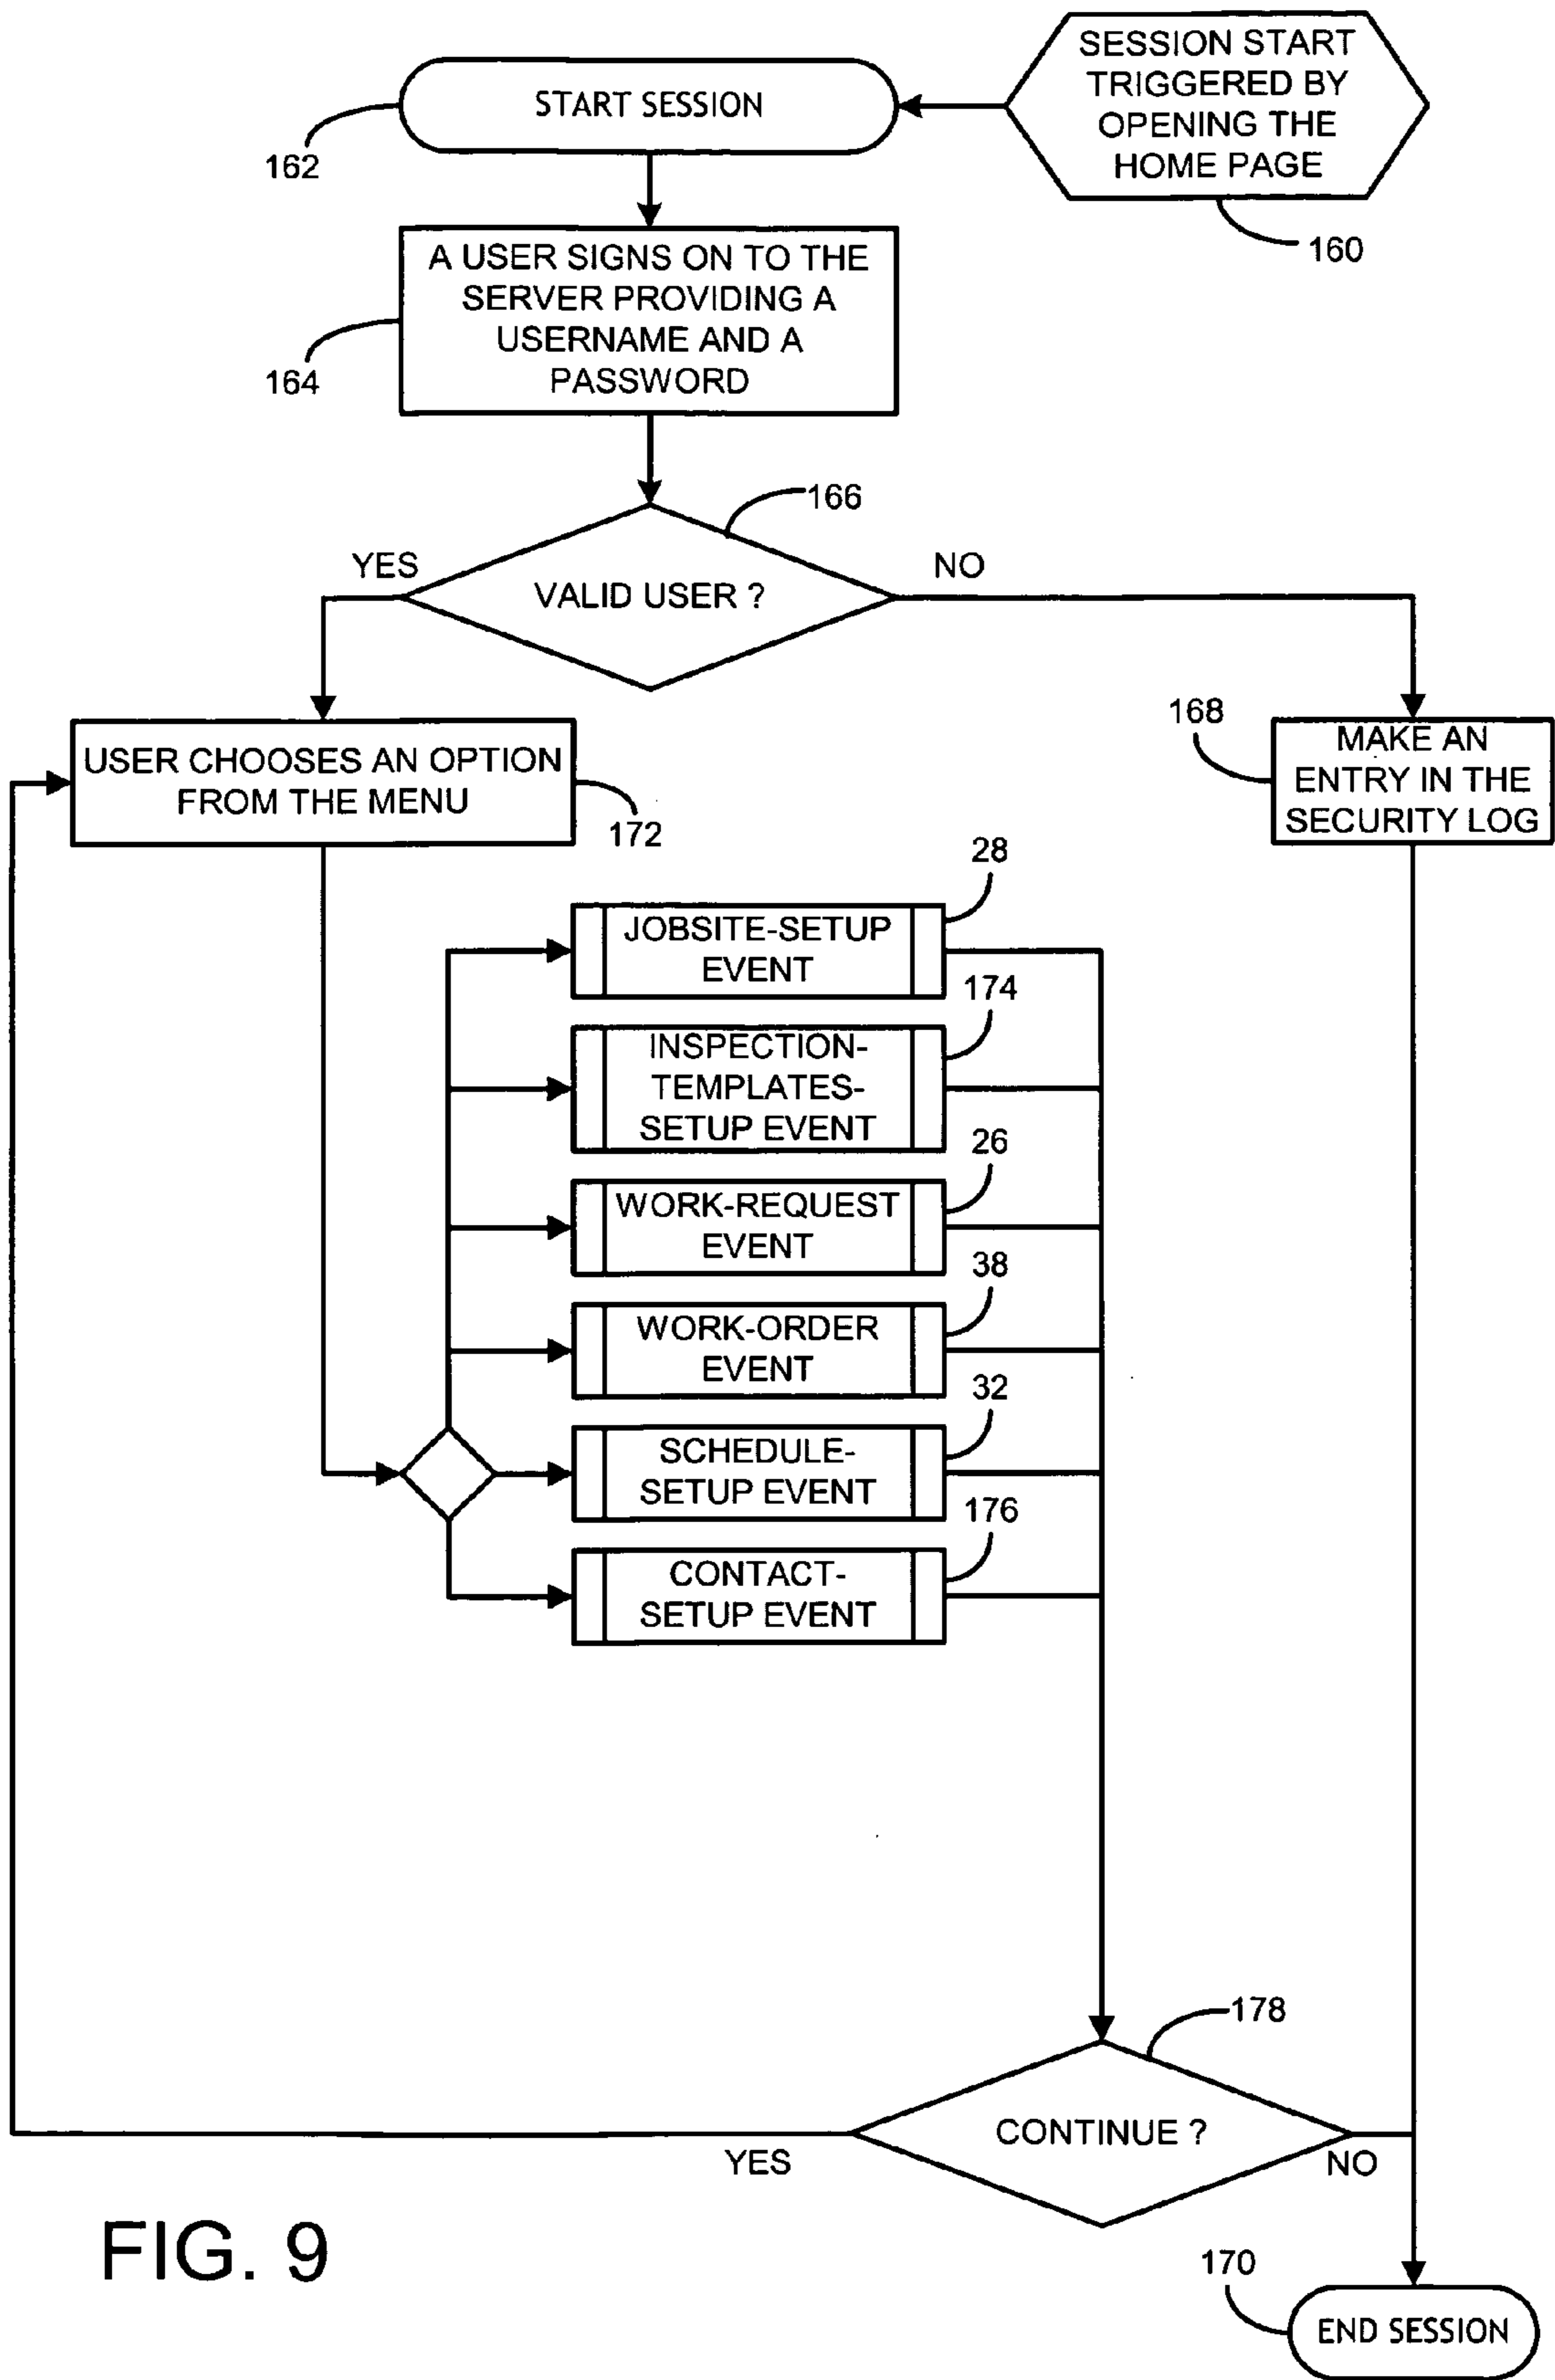 SESSION START
TRIGGERED BY
OPENING THE
HOME PAGE
160
START SESSION
162
A USER SIGNS ON TO THE
SERVER PROVIDING A
USERNAME AND A
PASSWORD
164
166
YES
VALID USER ?
NO
168
MAKE AN
ENTRY IN THE
SECURITY LOG
USER CHOOSES AN OPTION
FROM THE MENU
172
28
JOBSITE-SETUP
EVENT
174
INSPECTION-
TEMPLATES-
SETUP EVENT
26
WORK-REQUEST
EVENT
38
WORK-ORDER
EVENT
32
SCHEDULE-
SETUP EVENT
176
CONTACT-
SETUP EVENT
178
CONTINUE ?
YES
NO
FIG. 9
170
END SESSION